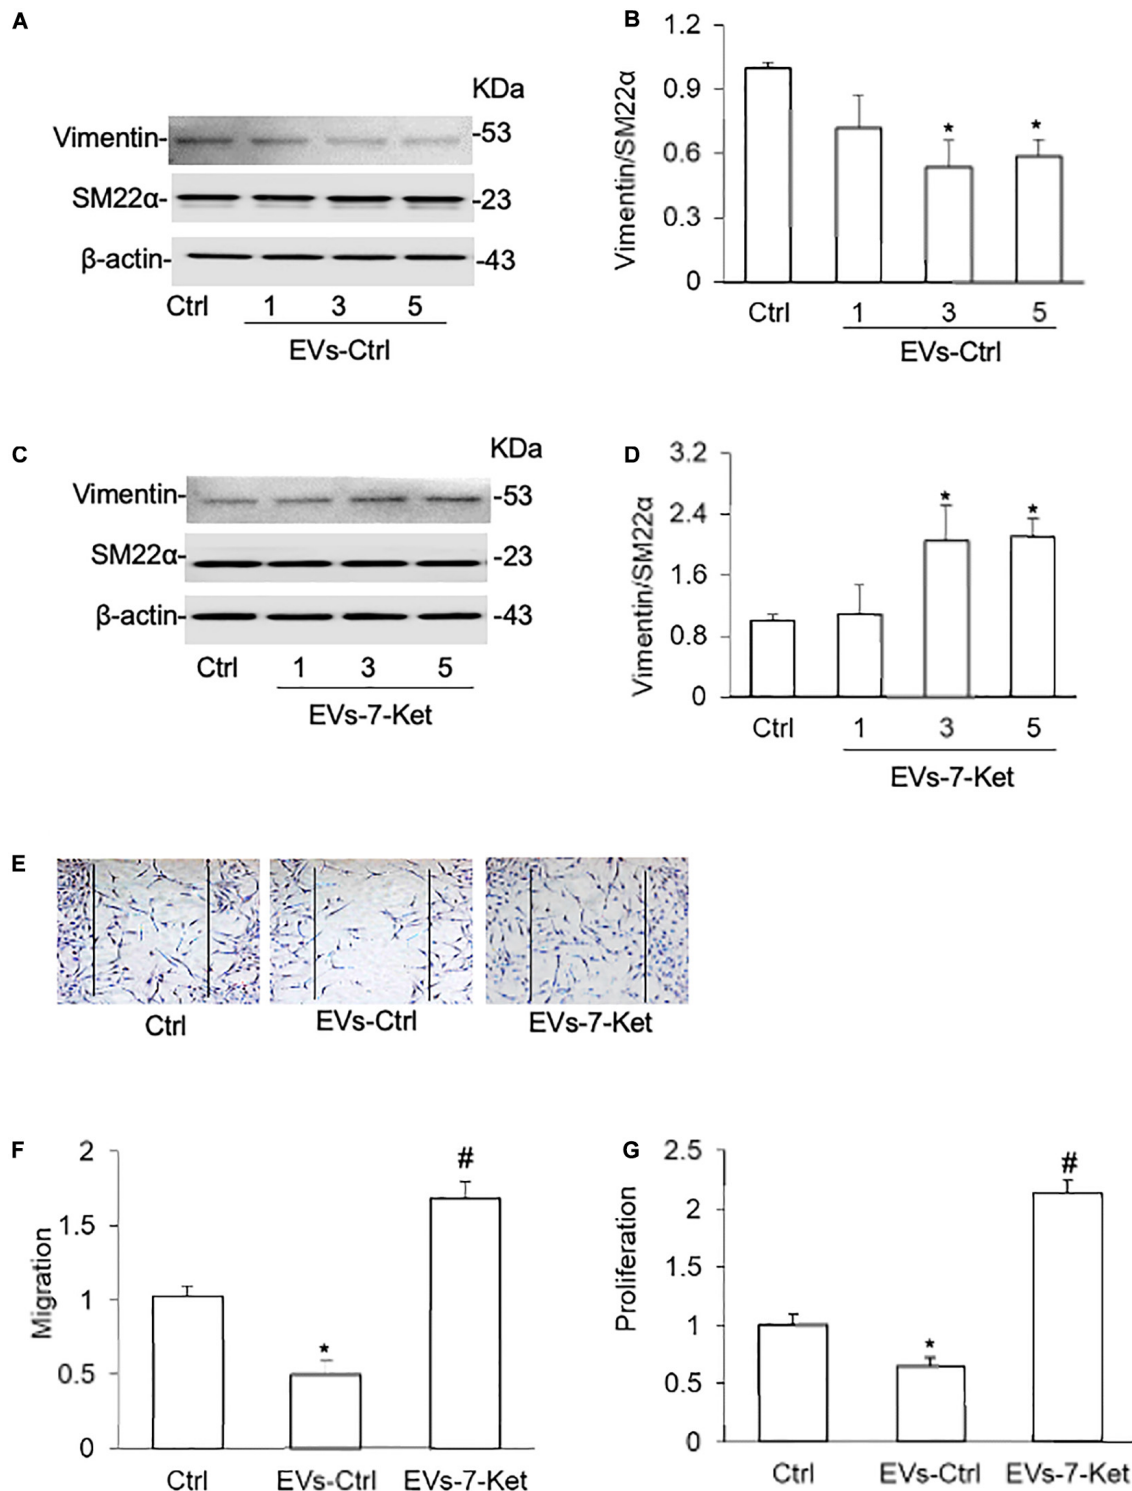 A
KDa
Vimentin- -53
SM22α- -23
β-actin- -43
Ctrl 1 3 5
EVs-Ctrl
B
Vimentin/SM22α
1.2
0.9
0.6
0.3
0
* *
Ctrl 1 3 5
EVs-Ctrl
C
KDa
Vimentin- -53
SM22α- -23
β-actin- -43
Ctrl 1 3 5
EVs-7-Ket
D
Vimentin/SM22α
3.2
2.4
1.6
0.8
0
* *
Ctrl 1 3 5
EVs-7-Ket
E
Ctrl EVs-Ctrl EVs-7-Ket
F
Migration
2
1.5
1
0.5
0
* #
Ctrl EVs-Ctrl EVs-7-Ket
G
Proliferation
2.5
2
1.5
1
0.5
0
* #
Ctrl EVs-Ctrl EVs-7-Ket